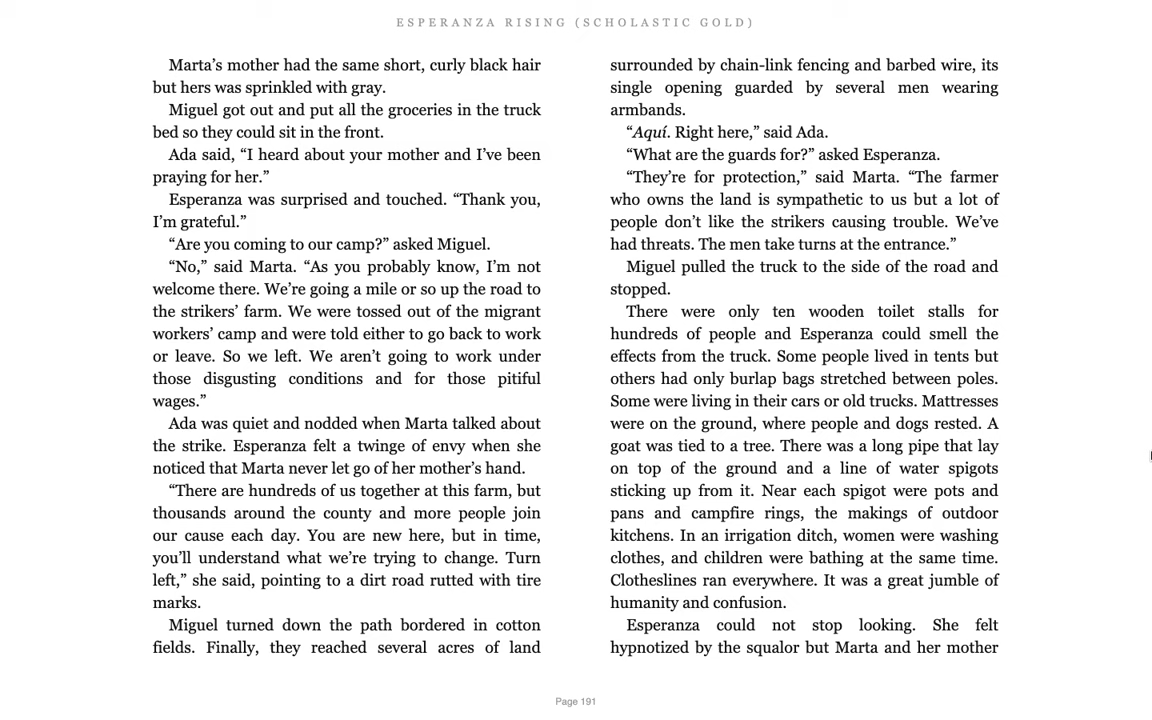 ESPERANZA RISING (SCHOLASTIC GOLD)
Marta’s mother had the same short, curly black hair
but hers was sprinkled with gray.
Miguel got out and put all the groceries in the truck
bed so they could sit in the front.
Ada said, “I heard about your mother and I’ve been
praying for her.”
Esperanza was surprised and touched. “Thank you,
I’m grateful.”
“Are you coming to our camp?” asked Miguel.
“No,” said Marta. “As you probably know, I’m not
welcome there. We’re going a mile or so up the road to
the strikers’ farm. We were tossed out of the migrant
workers’ camp and were told either to go back to work
or leave. So we left. We aren’t going to work under
those disgusting conditions and for those pitiful
wages.”
Ada was quiet and nodded when Marta talked about
the strike. Esperanza felt a twinge of envy when she
noticed that Marta never let go of her mother’s hand.
“There are hundreds of us together at this farm, but
thousands around the county and more people join
our cause each day. You are new here, but in time,
you’ll understand what we’re trying to change. Turn
left,” she said, pointing to a dirt road rutted with tire
marks.
Miguel turned down the path bordered in cotton
fields. Finally, they reached several acres of land
surrounded by chain-link fencing and barbed wire, its
single opening guarded by several men wearing
armbands.
“Aquí. Right here,” said Ada.
“What are the guards for?” asked Esperanza.
“They’re for protection,” said Marta. “The farmer
who owns the land is sympathetic to us but a lot of
people don’t like the strikers causing trouble. We’ve
had threats. The men take turns at the entrance.”
Miguel pulled the truck to the side of the road and
stopped.
There were only ten wooden toilet stalls for
hundreds of people and Esperanza could smell the
effects from the truck. Some people lived in tents but
others had only burlap bags stretched between poles.
Some were living in their cars or old trucks. Mattresses
were on the ground, where people and dogs rested. A
goat was tied to a tree. There was a long pipe that lay
on top of the ground and a line of water spigots
sticking up from it. Near each spigot were pots and
pans and campfire rings, the makings of outdoor
kitchens. In an irrigation ditch, women were washing
clothes, and children were bathing at the same time.
Clotheslines ran everywhere. It was a great jumble of
humanity and confusion.
Esperanza could not stop looking. She felt
hypnotized by the squalor but Marta and her mother
Page 191